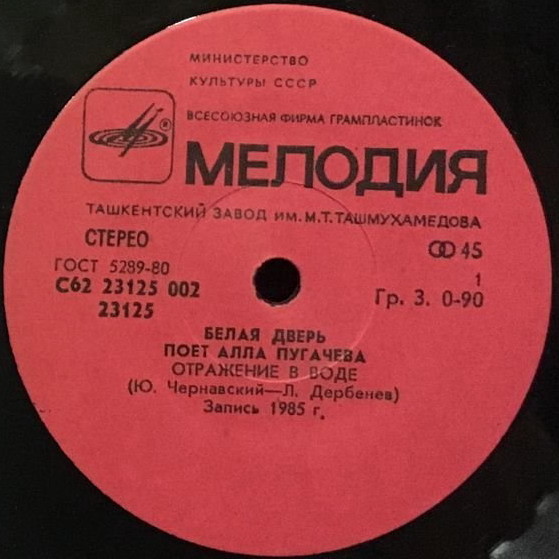 МИНИСТЕРСТВО
КУЛЬТУРЫ СССР
ВСЕСОЮЗНАЯ ФИРМА ГРАМПЛАСТИНОК
®
МЕЛОДИЯ
ТАШКЕНТСКИЙ ЗАВОД ИМ. М.Т. ТАШМУХАМЕДОВА
СТЕРЕО
45
ГОСТ 5289-80
1
С62 23125 002
Гр. 3. 0-90
23125
БЕЛАЯ ДВЕРЬ
ПОЕТ АЛЛА ПУГАЧЕВА
ОТРАЖЕНИЕ В ВОДЕ
(Ю. Чернавский—Л. Дербенев)
Запись 1985 г.